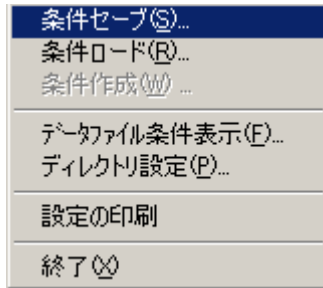 条件セーブ(S)...
条件ロード(R)...
条件作成(W) ...
ﾃﾞｰﾀﾌｧｲﾙ条件表示(F)...
ディレクトリ設定(P)...
設定の印刷
終了(X)